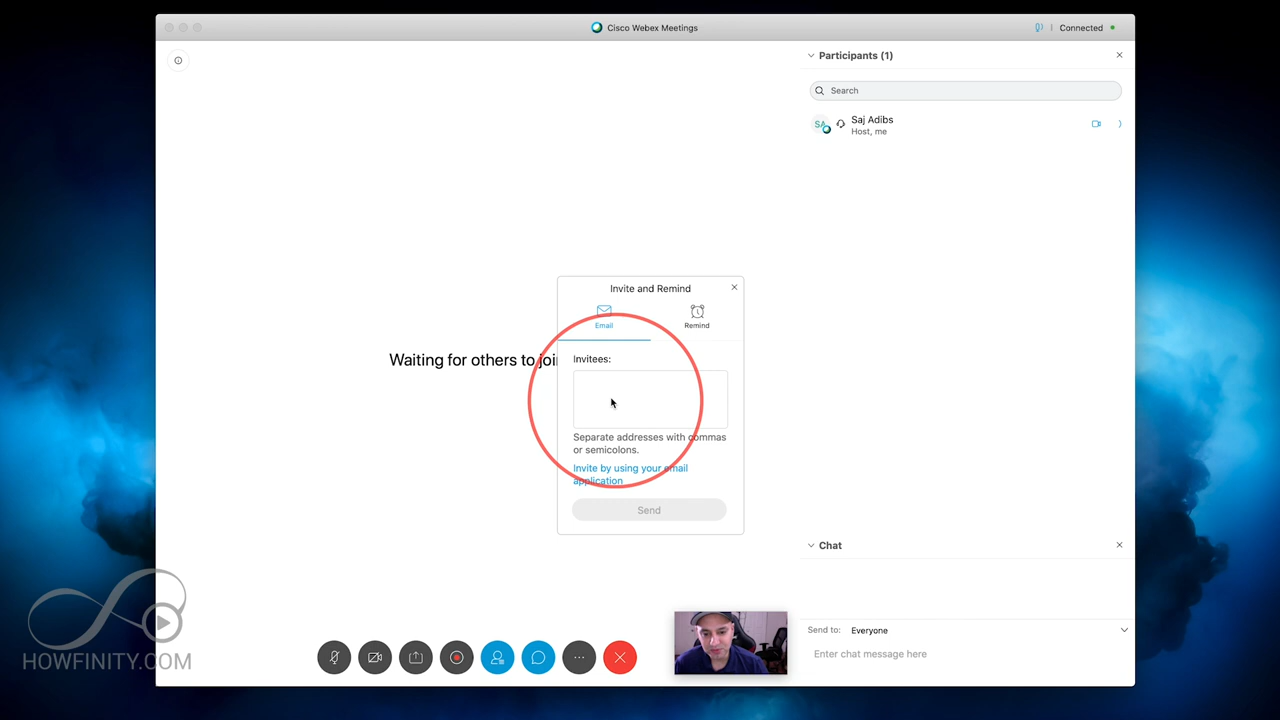 Cisco Webex Meetings
Connected
Participants (1)
Search
SA
Saj Adibs
Host, me
Invite and Remind
Email
Remind
Waiting for others to joi
Invitees:
Separate addresses with commas
or semicolons.
Invite by using your email
application
Send
Chat
Send to: Everyone
Enter chat message here
HOWFINITY.COM